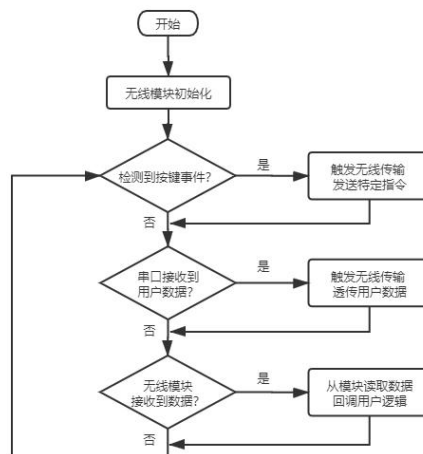 开始
无线模块初始化
检测到按键事件?
是
触发无线传输
发送特定指令
否
串口接收到
用户数据?
是
触发无线传输
透传用户数据
否
无线模块
接收到数据?
是
从模块读取数据
回调用户逻辑
否